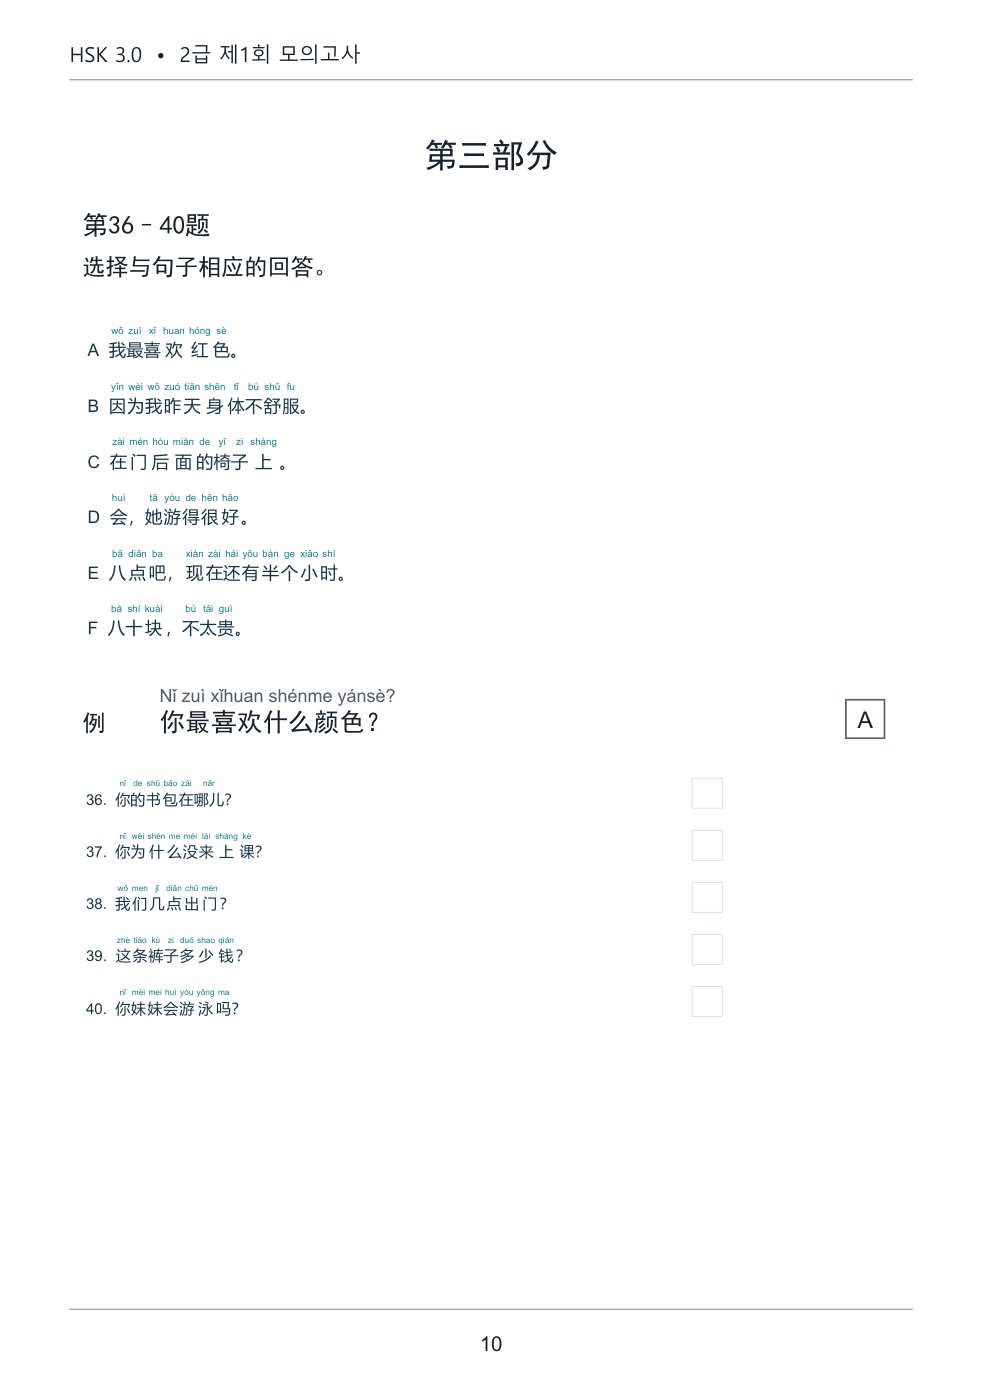 HSK 3.0 • 2급 제1회 모의고사
第三部分
第36–40题
选择与句子相应的回答。
wǒ zuì xǐ huan hóng sè
A 我最喜欢红色。
yīn wèi wǒ zuó tiān shēn tǐ bù shū fu
B 因为我昨天身体不舒服。
zài mén hòu miàn de yǐ zi shàng
C 在门后面的椅子上。
huì tā yóu de hěn hǎo
D 会，她游得很好。
bā diǎn ba xiàn zài hái yǒu bàn ge xiǎo shí
E 八点吧，现在还有半个小时。
bā shí kuài bù tài guì
F 八十块，不太贵。
Nǐ zuì xǐhuan shénme yánsè?
例 你最喜欢什么颜色？ A
nǐ de shū bāo zài nǎr
36. 你的书包在哪儿？
nǐ wèi shén me méi lái shàng kè
37. 你为什么没来上课？
wǒ men jǐ diǎn chū mén
38. 我们几点出门？
zhè tiáo kù zi duō shao qián
39. 这条裤子多少钱？
nǐ mèi mei huì yóu yǒng ma
40. 你妹妹会游泳吗？
10